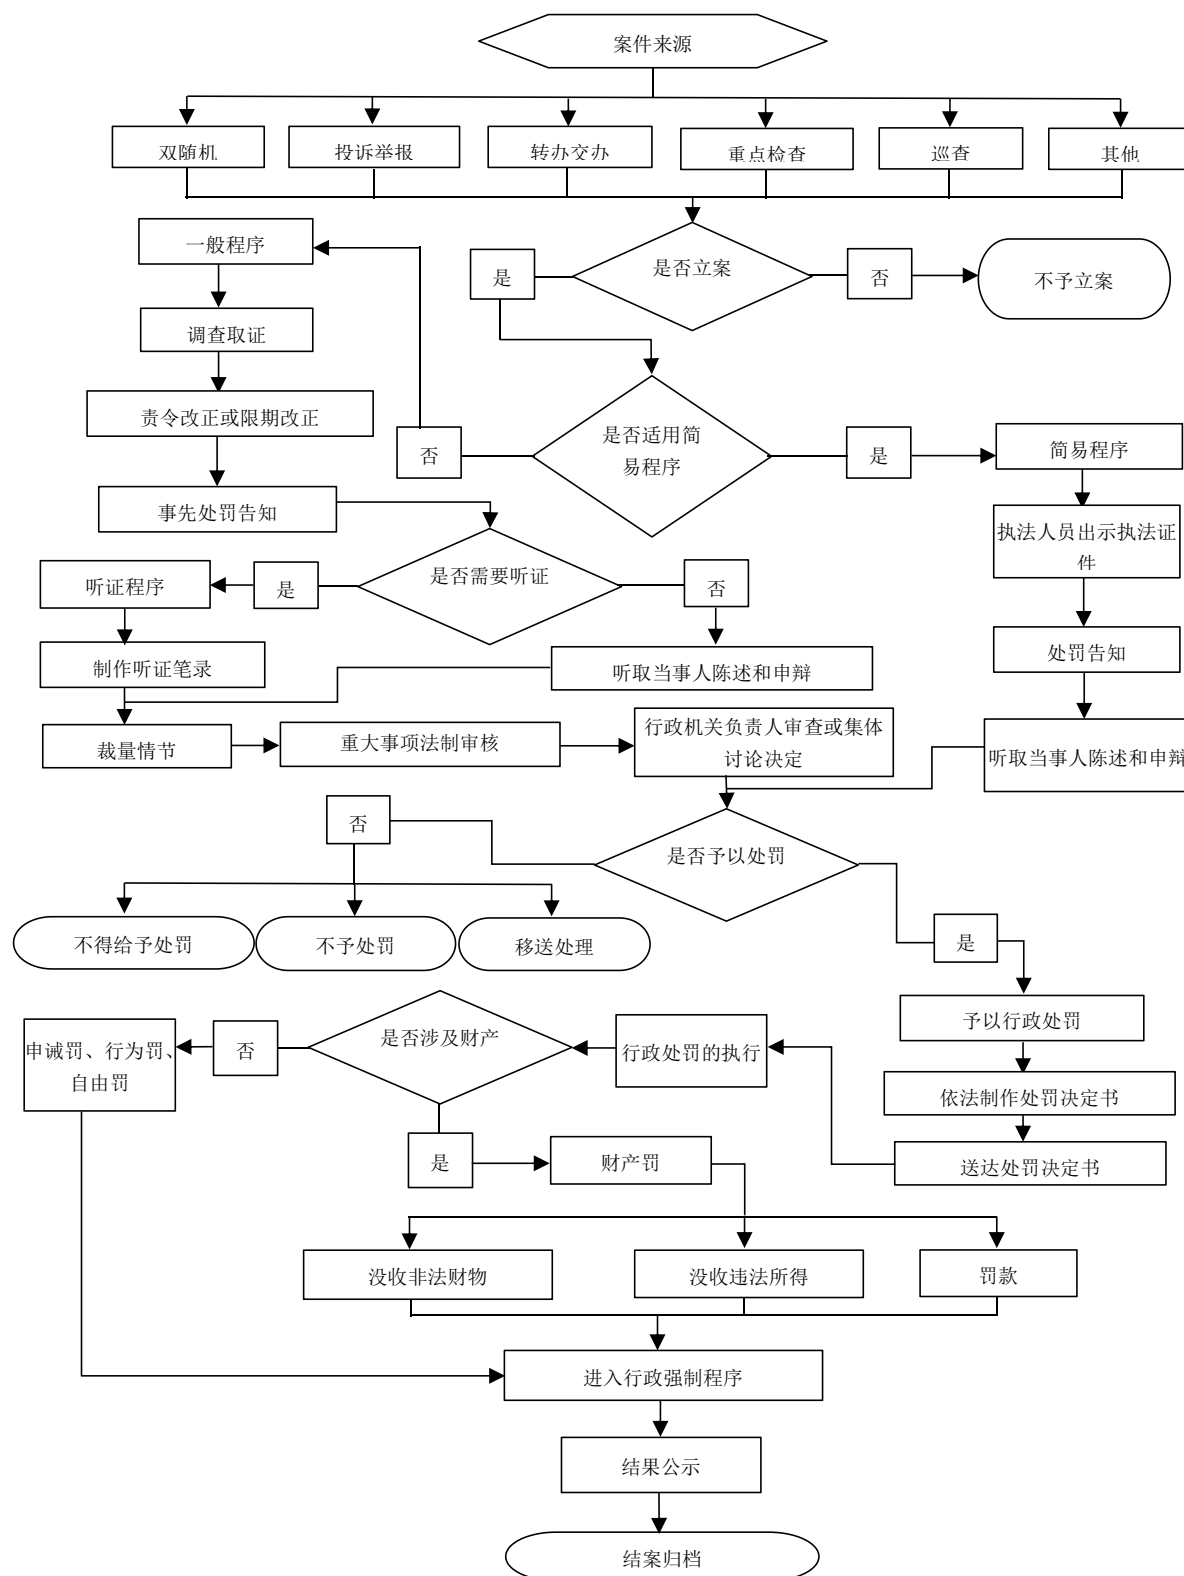 案件来源
双随机
投诉举报
转办交办
重点检查
巡查
其他
一般程序
是
是否立案
否
不予立案
调查取证
责令改正或限期改正
否
是否适用简
易程序
是
简易程序
事先处罚告知
执法人员出示执法证
件
听证程序
是
是否需要听证
否
制作听证笔录
听取当事人陈述和申辩
处罚告知
裁量情节
重大事项法制审核
行政机关负责人审查或集体
讨论决定
听取当事人陈述和申辩
否
是否予以处罚
不得给予处罚
不予处罚
移送处理
是
予以行政处罚
申诫罚、行为罚、
自由罚
否
是否涉及财产
行政处罚的执行
依法制作处罚决定书
是
财产罚
送达处罚决定书
没收非法财物
没收违法所得
罚款
进入行政强制程序
结果公示
结案归档